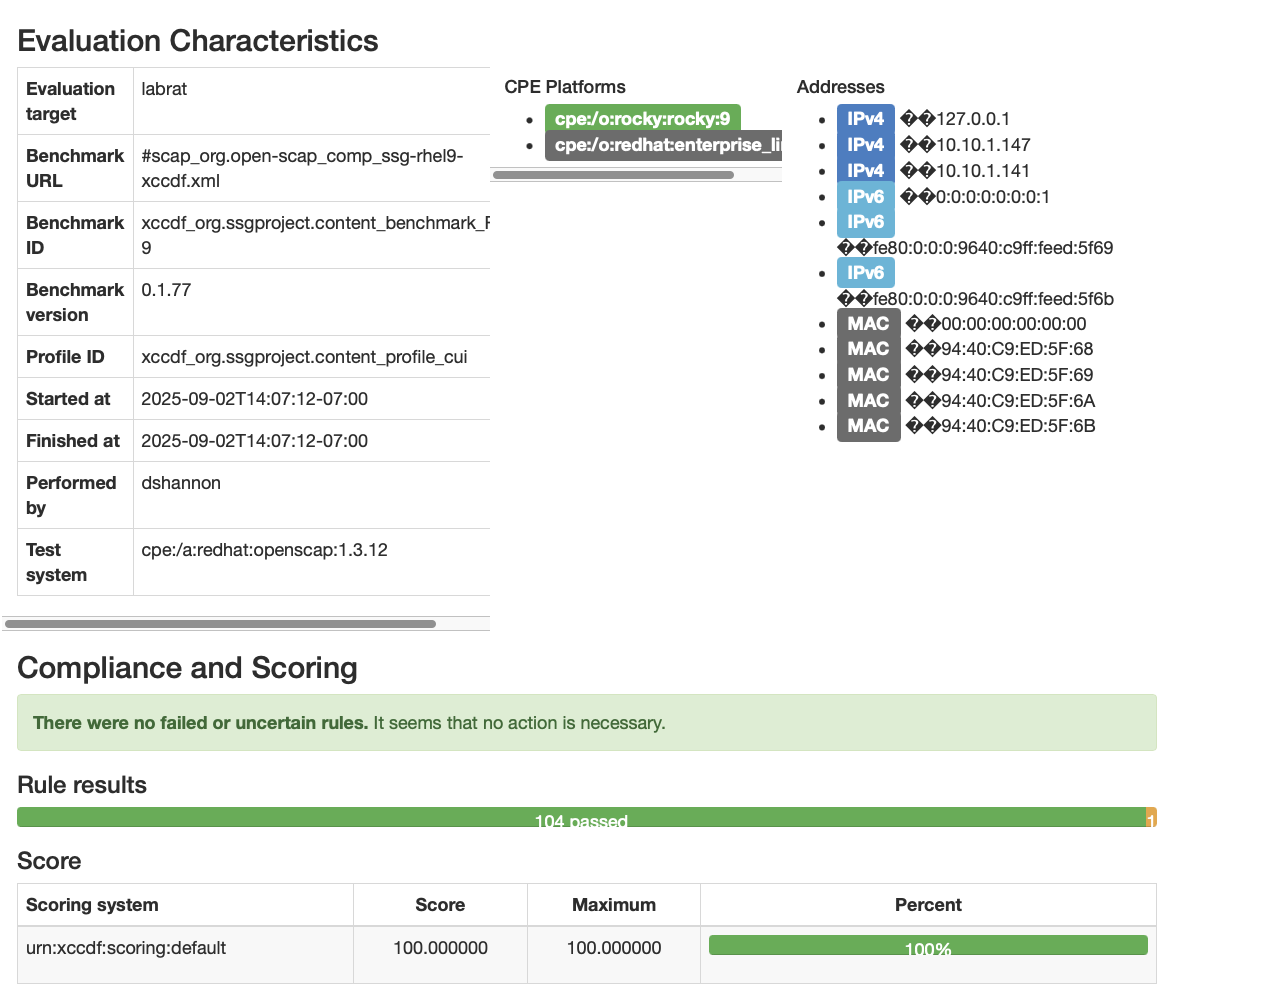 Evaluation Characteristics
Evaluation target
labrat
Benchmark URL
#scap_org.open-scap_comp_ssg-rhel9-
xccdf.xml
Benchmark ID
xccdf_org.ssgproject.content_benchmark_
9
Benchmark version
0.1.77
Profile ID
xccdf_org.ssgproject.content_profile_cui
Started at
2025-09-02T14:07:12-07:00
Finished at
2025-09-02T14:07:12-07:00
Performed by
dshannon
Test system
cpe:/a:redhat:openscap:1.3.12
CPE Platforms
• cpe:/o:rocky:rocky:9
• cpe:/o:redhat:enterprise_li
Addresses
• IPv4 ��127.0.0.1
• IPv4 ��10.10.1.147
• IPv4 ��10.10.1.141
• IPv6 ��0:0:0:0:0:0:0:1
• IPv6
��fe80:0:0:0:9640:c9ff:feed:5f69
• IPv6
��fe80:0:0:0:9640:c9ff:feed:5f6b
• MAC ��00:00:00:00:00:00
• MAC ��94:40:C9:ED:5F:68
• MAC ��94:40:C9:ED:5F:69
• MAC ��94:40:C9:ED:5F:6A
• MAC ��94:40:C9:ED:5F:6B
Compliance and Scoring
There were no failed or uncertain rules. It seems that no action is necessary.
Rule results
104 passed 1
Score
Scoring system Score Maximum Percent
urn:xccdf:scoring:default 100.000000 100.000000 100%